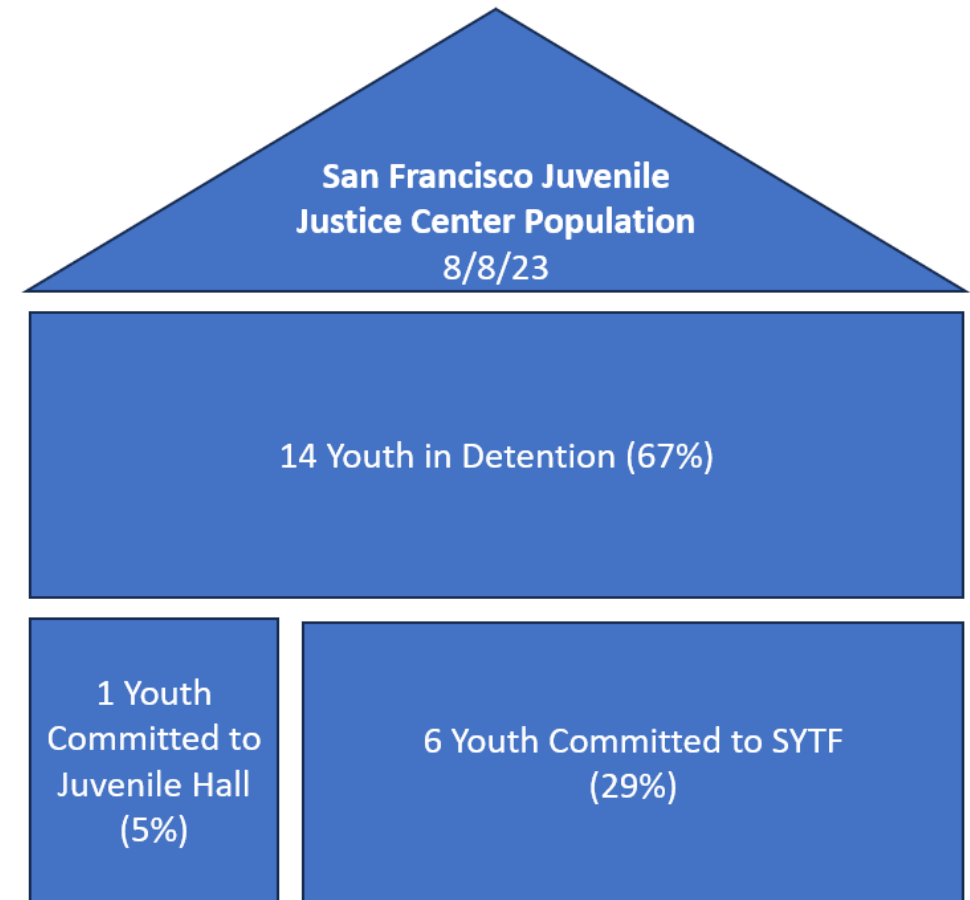 San Francisco Juvenile
Justice Center Population
8/8/23
14 Youth in Detention (67%)
1 Youth
Committed to
Juvenile Hall
(5%)
6 Youth Committed to SYTF
(29%)